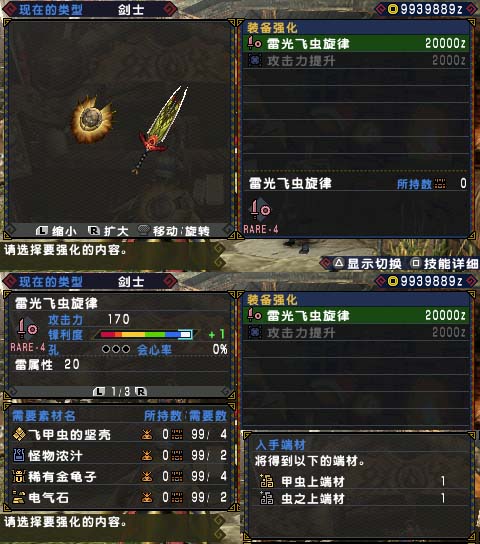 现在的类型 剑士
9939889z
装备强化
雷光飞虫旋律 20000z
攻击力提升 2000z
雷光飞虫旋律 所持数 0
RARE-4
L 缩小 R 扩大 移动/旋转
请选择要强化的内容。
△ 显示切换 □ 技能详细
现在的类型 剑士
9939889z
雷光飞虫旋律
攻击力 170
RARE-4
锋利度 +1
孔 会心率 0%
雷属性 20
L 1/3 R
需要素材名 所持数/需要数
飞甲虫的坚壳 0 99/ 4
怪物浓汁 0 99/ 2
稀有金龟子 0 99/ 4
电气石 0 99/ 2
请选择要强化的内容。
装备强化
雷光飞虫旋律 20000z
攻击力提升 2000z
入手端材
将得到以下的端材。
甲虫上端材 1
虫之上端材 1